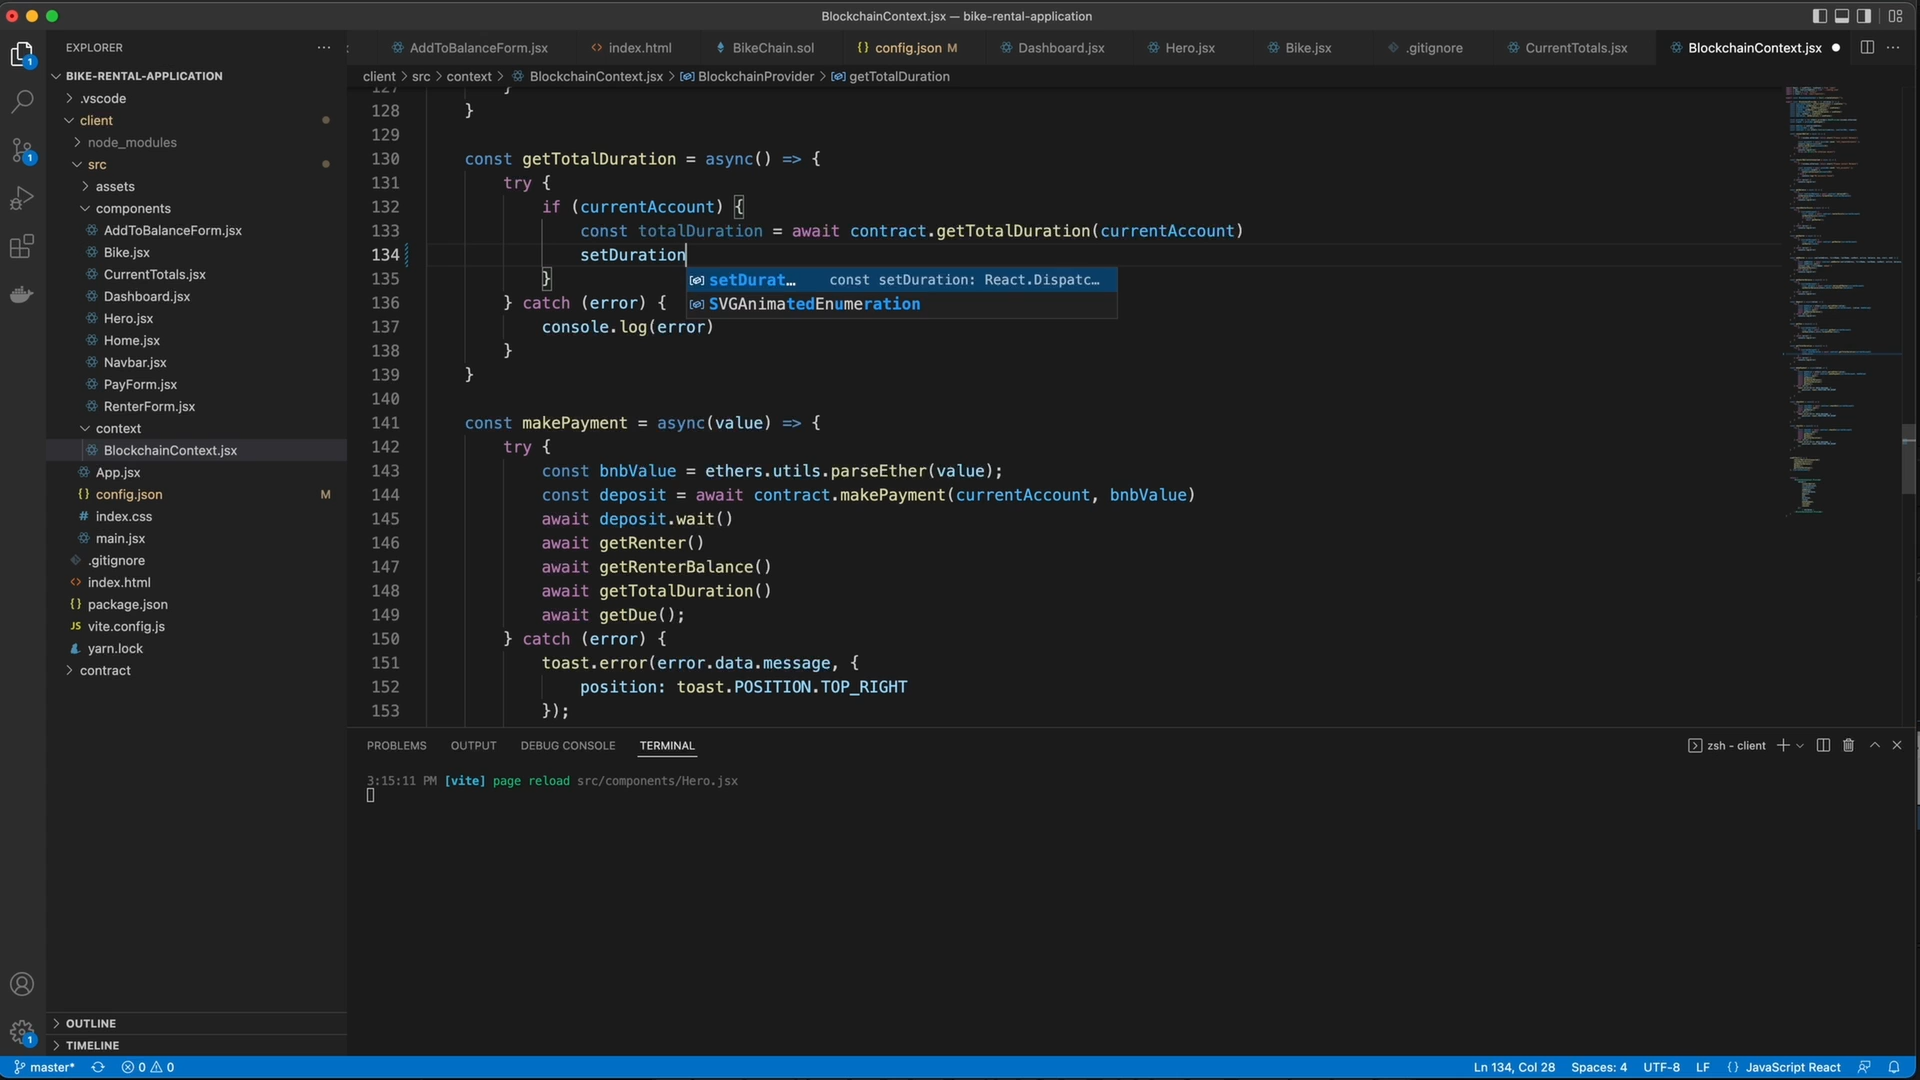 BlockchainContext.jsx — bike-rental-application
EXPLORER
AddToBalanceForm.jsx
index.html
BikeChain.sol
config.json M
Dashboard.jsx
Hero.jsx
Bike.jsx
.gitignore
CurrentTotals.jsx
BlockchainContext.jsx
client > src > context > BlockchainContext.jsx > BlockchainProvider > getTotalDuration
BIKE-RENTAL-APPLICATION
.vscode
client
node_modules
src
assets
components
AddToBalanceForm.jsx
Bike.jsx
CurrentTotals.jsx
Dashboard.jsx
Hero.jsx
Home.jsx
Navbar.jsx
PayForm.jsx
RenterForm.jsx
context
BlockchainContext.jsx
App.jsx
config.json M
index.css
main.jsx
.gitignore
index.html
package.json
vite.config.js
yarn.lock
contract
OUTLINE
TIMELINE
127 }
128 }
129
130 const getTotalDuration = async() => {
131 try {
132 if (currentAccount) {
133 const totalDuration = await contract.getTotalDuration(currentAccount)
134 setDuration
setDurat… const setDuration: React.Dispatc…
SVGAnimatedEnumeration
135 }
136 } catch (error) {
137 console.log(error)
138 }
139 }
140
141 const makePayment = async(value) => {
142 try {
143 const bnbValue = ethers.utils.parseEther(value);
144 const deposit = await contract.makePayment(currentAccount, bnbValue)
145 await deposit.wait()
146 await getRenter()
147 await getRenterBalance()
148 await getTotalDuration()
149 await getDue();
150 } catch (error) {
151 toast.error(error.data.message, {
152 position: toast.POSITION.TOP_RIGHT
153 });
PROBLEMS OUTPUT DEBUG CONSOLE TERMINAL
zsh - client
3:15:11 PM [vite] page reload src/components/Hero.jsx
1
1
1
master* 0 0
Ln 134, Col 28 Spaces: 4 UTF-8 LF {} JavaScript React